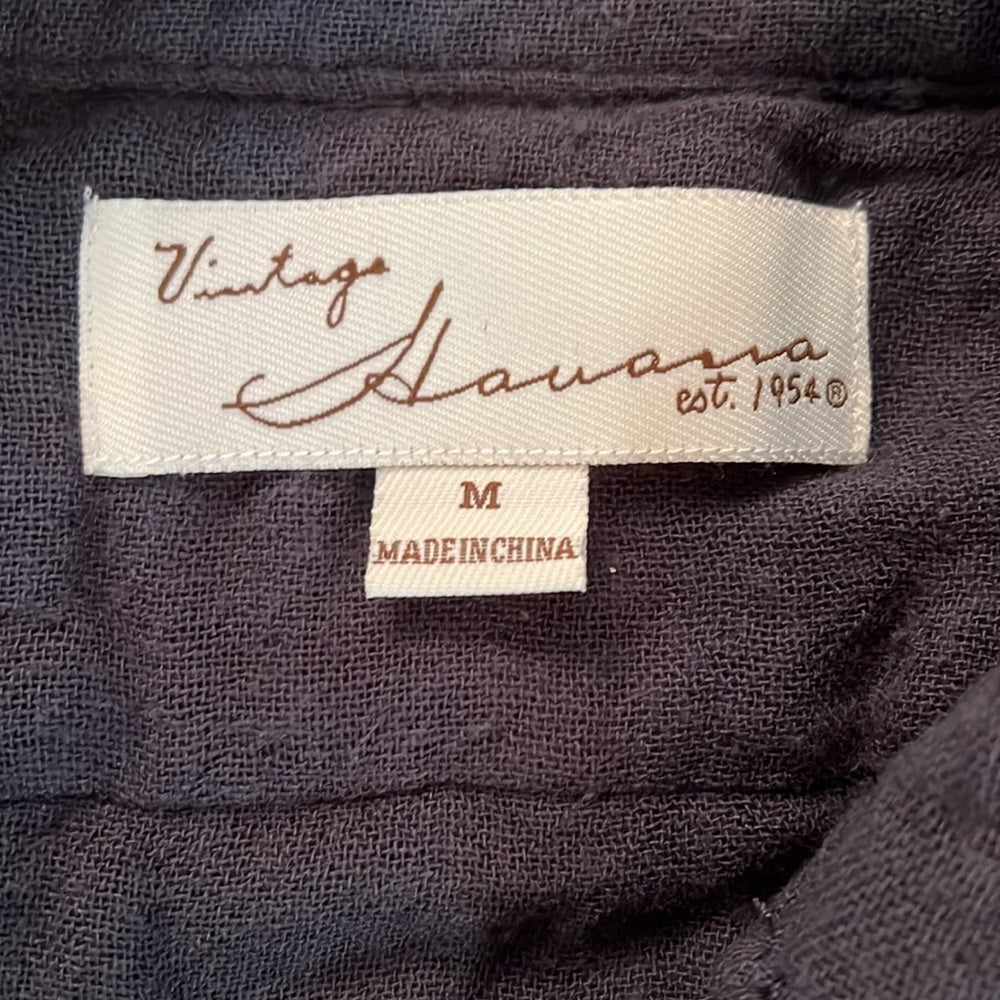 Vintage
Havana
est. 1954®
M
MADE IN CHINA